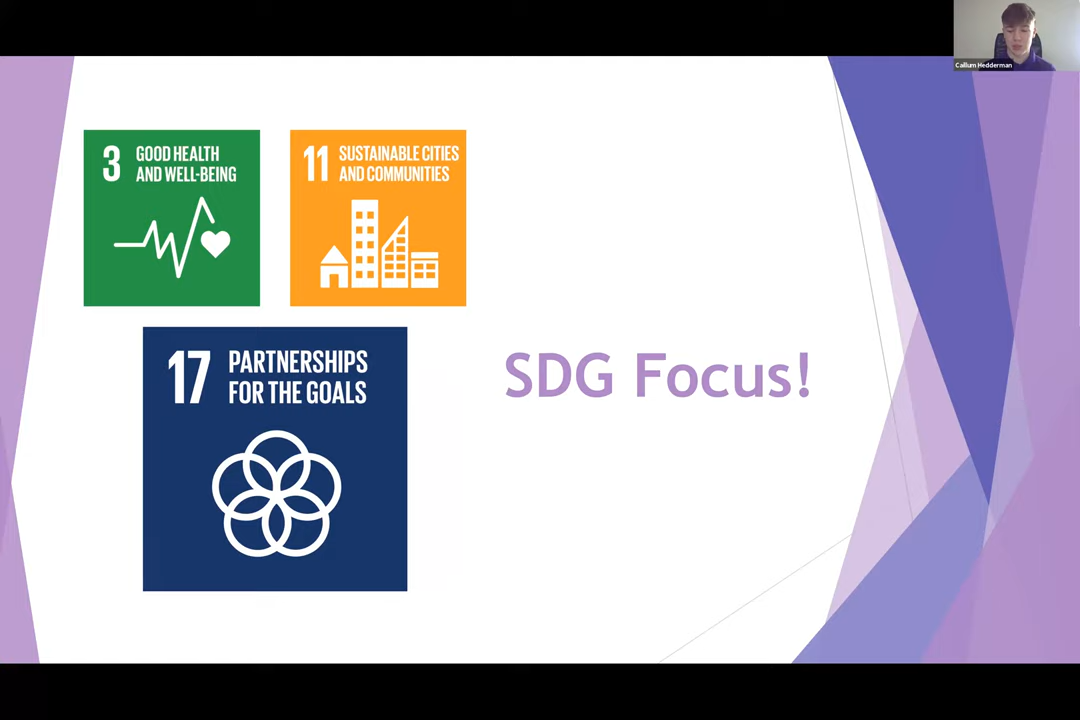 Callum Hedderman
3 GOOD HEALTH
AND WELL-BEING
11 SUSTAINABLE CITIES
AND COMMUNITIES
17 PARTNERSHIPS
FOR THE GOALS
SDG Focus!